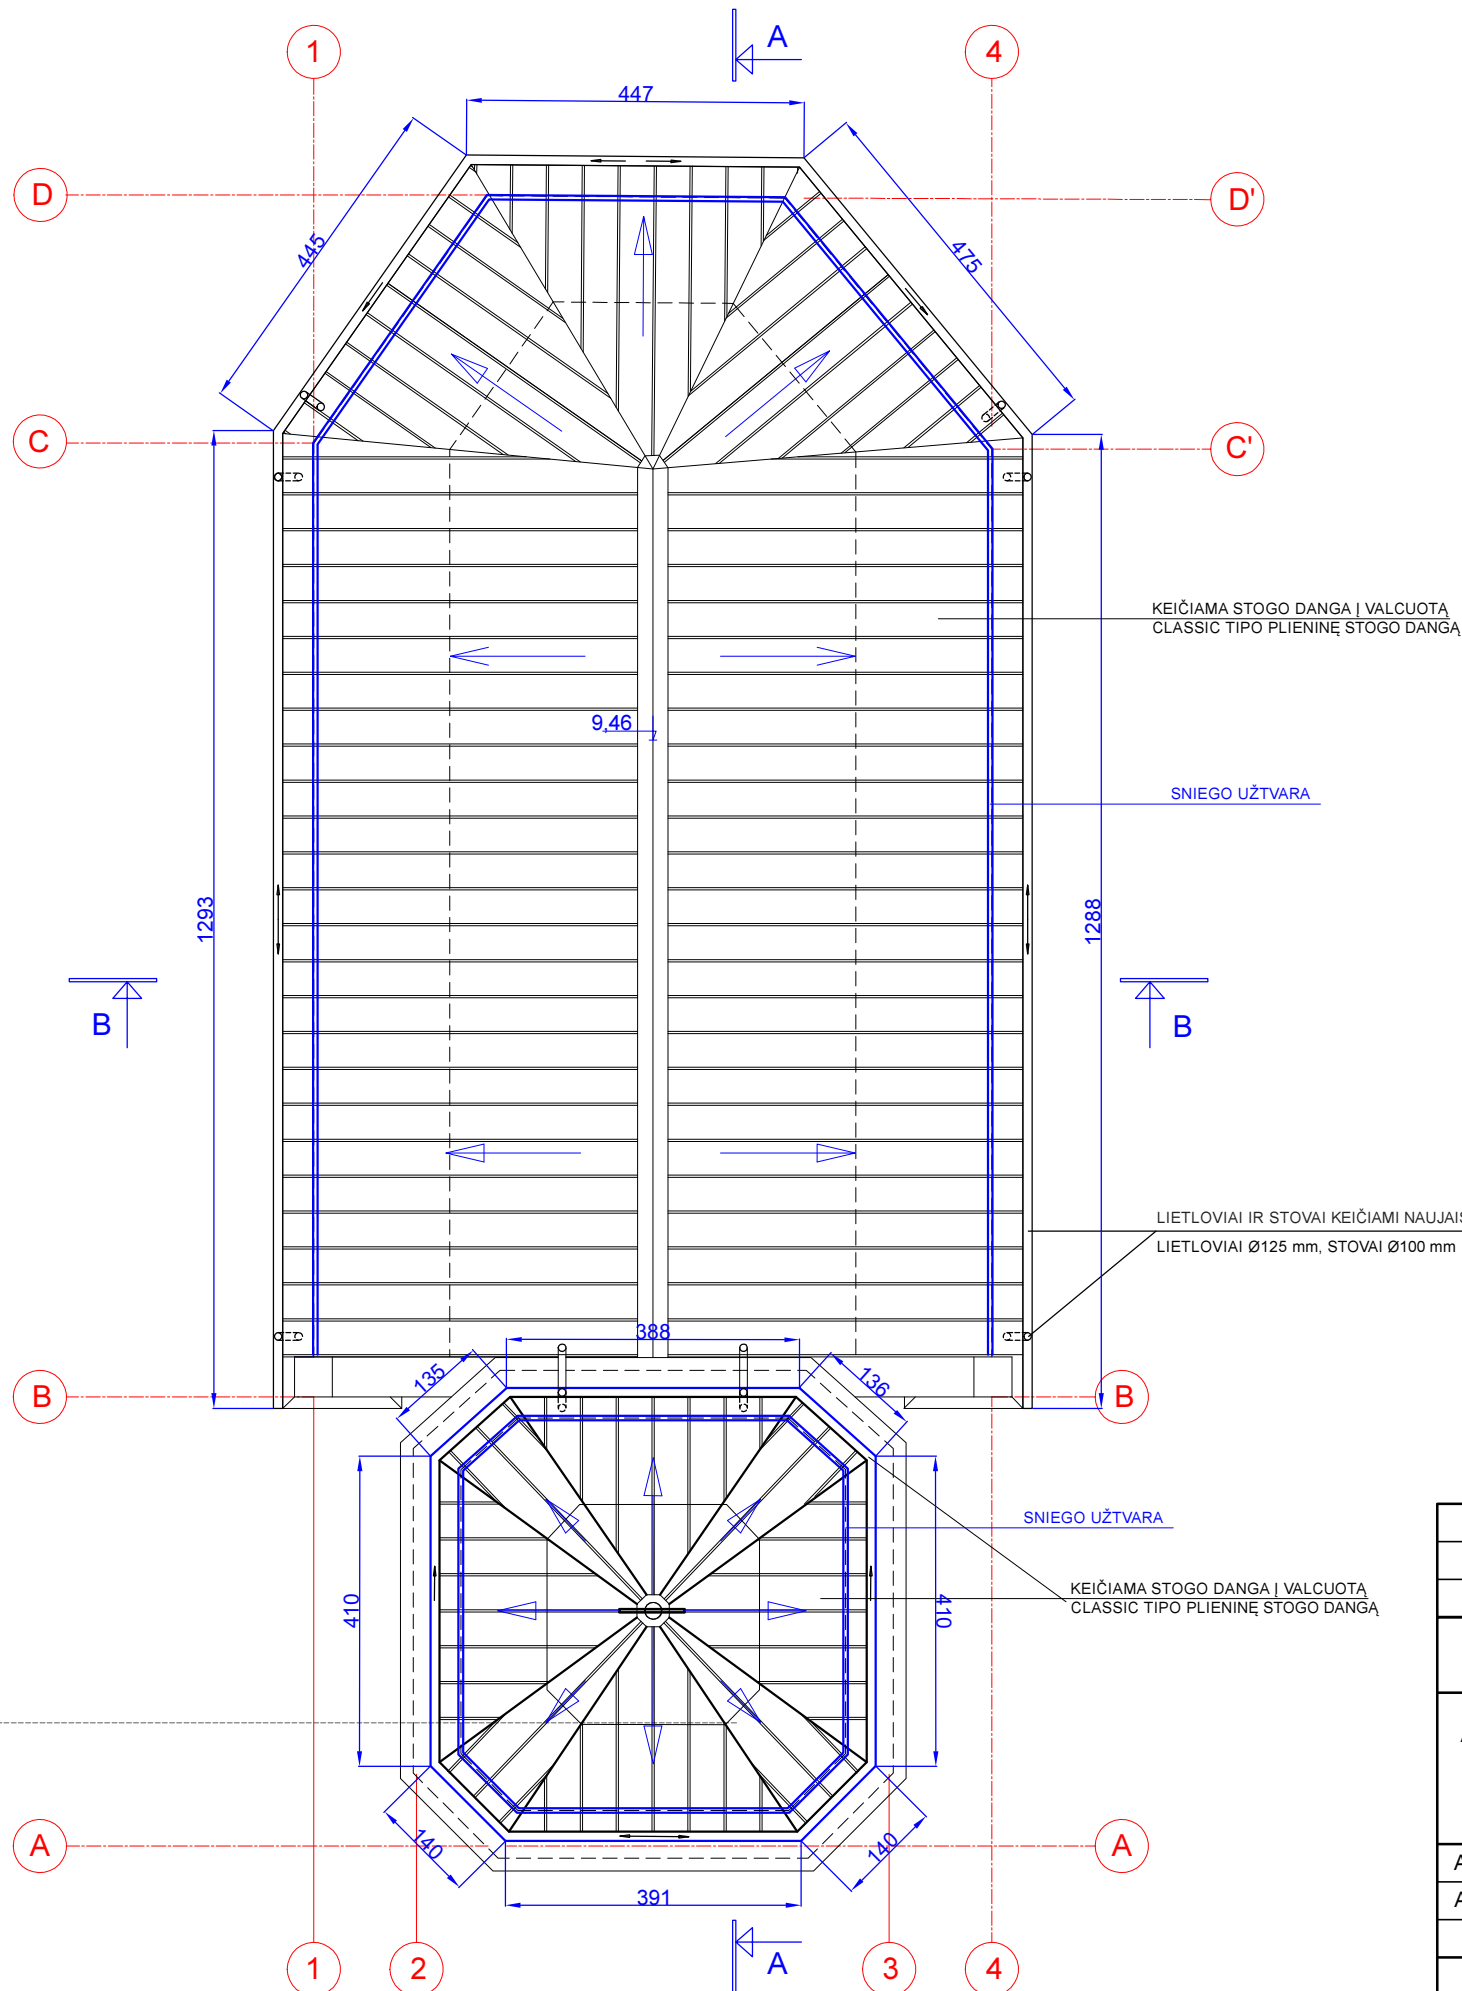 1
A
4
447
D
D'
445
475
C
C'
KEIČIAMA STOGO DANGA Į VALCUOTĄ
CLASSIC TIPO PLIENINĘ STOGO DANGĄ
9,46
SNIEGO UŽTVARA
1293
1288
B
B
LIETLOVIAI IR STOVAI KEIČIAMI NAUJAIS
LIETLOVIAI Ø125 mm, STOVAI Ø100 mm
388
135
136
B
B
SNIEGO UŽTVARA
KEIČIAMA STOGO DANGA Į VALCUOTĄ
CLASSIC TIPO PLIENINĘ STOGO DANGĄ
410
410
A
A
140
140
391
A
A
A
1
2
3
4